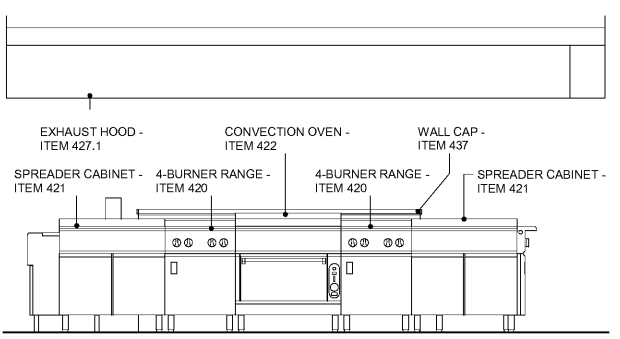 EXHAUST HOOD -
ITEM 427.1
CONVECTION OVEN -
ITEM 422
WALL CAP -
ITEM 437
SPREADER CABINET -
ITEM 421
4-BURNER RANGE -
ITEM 420
4-BURNER RANGE -
ITEM 420
SPREADER CABINET -
ITEM 421